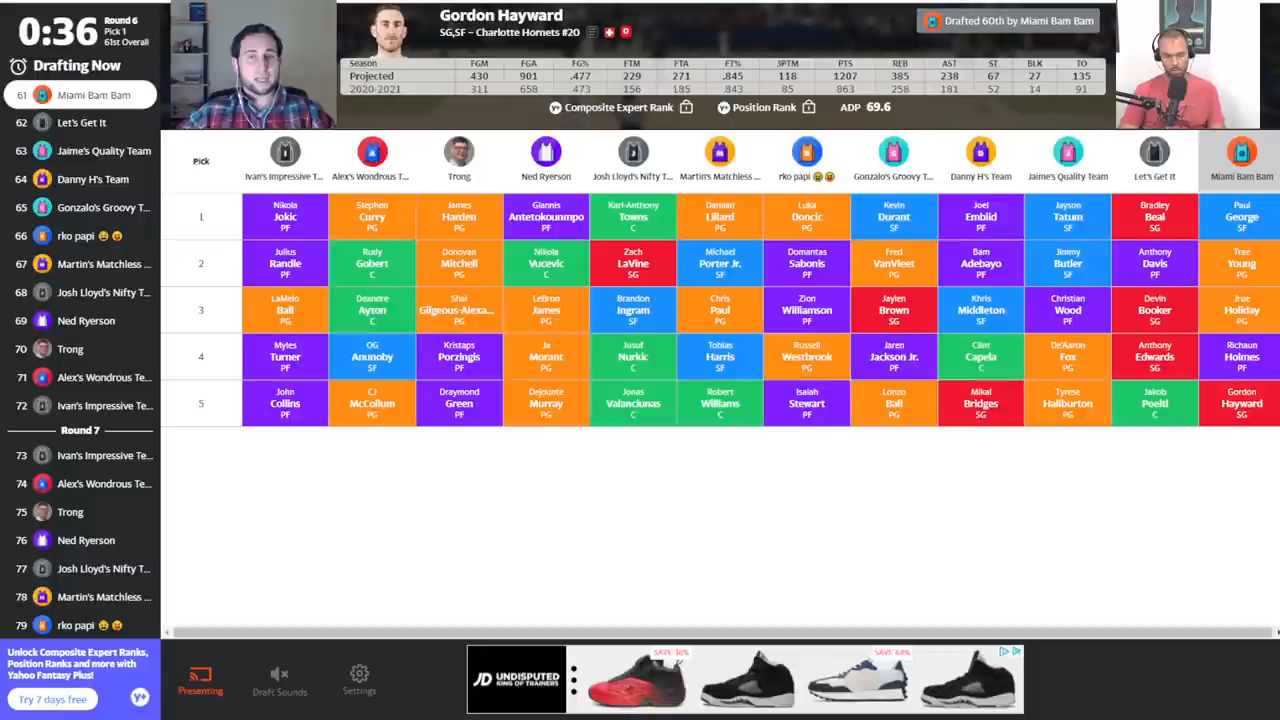 0:36
Round 6
Pick 1
61st Overall
Drafting Now
61 Miami Bam Bam
62 Let's Get It
63 Jaime's Quality Team
64 Danny H's Team
65 Gonzalo's Groovy T...
rko papi
Martin's Matchless ...
68 Josh Lloyd's Nifty T...
69 Ned Ryerson
70 Trong
71 Alex's Wondrous Te...
72 Ivan's Impressive Te...
Round 7
73 Ivan's Impressive Te...
74 Alex's Wondrous Te...
75 Trong
76 Ned Ryerson
77 Josh Lloyd's Nifty T...
78 Martin's Matchless ...
79 rko papi
Unlock Composite Expert Ranks,
Position Ranks and more with
Yahoo Fantasy Plus!
Try 7 days free
Y+
Gordon Hayward
SG,SF ~ Charlotte Hornets #20
Drafted 60th by Miami Bam Bam
Season FGM FGA FG% FTM FTA FT% 3PTM PTS REB AST ST BLK TO
Projected 430 901 .477 229 271 .845 118 1207 385 238 67 27 135
2020-2021 311 658 .473 156 185 .843 85 863 258 181 52 14 91
Y+ Composite Expert Rank Y+ Position Rank ADP 69.6
Pick Ivan's Impressive T... Alex's Wondrous T... Trong Ned Ryerson Josh Lloyd's Nifty T... Martin's Matchless ... rko papi Gonzalo's Groovy T... Danny H's Team Jaime's Quality Team Let's Get It Miami Bam Bam
Nikola Stephen James Giannis Karl-Anthony Damian Luka Kevin Joel Jayson Bradley Paul
1 Jokic Curry Harden Antetokounmpo Towns Lillard Doncic Durant Embiid Tatum Beal George
PF PG PG PF C PG PG SF PF SF SG SF
Julius Rudy Donovan Nikola Zach Michael Domantas Fred Bam Jimmy Anthony Trae
2 Randle Gobert Mitchell Vucevic LaVine Porter Jr. Sabonis VanVleet Adebayo Butler Davis Young
PF C PG C SG SF PF PG PF SF PF PG
LaMelo Deandre Shai LeBron Brandon Chris Zion Jaylen Khris Christian Devin Jrue
3 Ball Ayton Gilgeous-Alexa... James Ingram Paul Williamson Brown Middleton Wood Booker Holiday
PG C PG PG SF PG PF SG SF PF SG PG
Myles OG Kristaps Ja Jusuf Tobias Russell Jaren Clint De'Aaron Anthony Richaun
4 Turner Anunoby Porzingis Morant Nurkic Harris Westbrook Jackson Jr. Capela Fox Edwards Holmes
PF SF PF PG C SF PG PF C PG SG PF
John CJ Draymond Dejounte Jonas Robert Isaiah Lonzo Mikal Tyrese Jakob Gordon
5 Collins McCollum Green Murray Valanciunas Williams Stewart Ball Bridges Haliburton Poeltl Hayward
PF PG PF PG C C PF PG SG PG C SG
Presenting
Draft Sounds
Settings
JD UNDISPUTED
KING OF TRAINERS
SAVE 36%
SAVE 64%